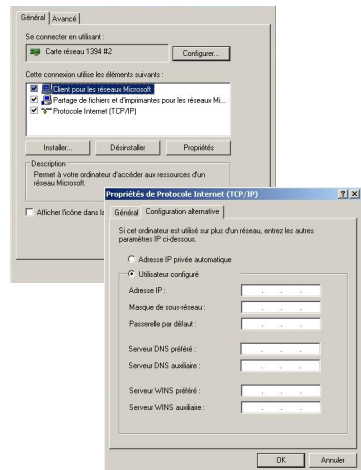 Général Avancé
Se connecter en utilisant :
Carte réseau 1394 #2
Configurer...
Cette connexion utilise les éléments suivants :
Client pour les réseaux Microsoft
Partage de fichiers et d'imprimantes pour les réseaux Mi...
Protocole Internet (TCP/IP)
Installer... Désinstaller Propriétés
Description
Permet à votre ordinateur d'accéder aux ressources d'un
réseau Microsoft.
Afficher l'icône dans la
Propriétés de Protocole Internet (TCP/IP)
Général Configuration alternative
Si cet ordinateur est utilisé sur plus d'un réseau, entrez les autres
paramètres IP ci-dessous.
Adresse IP privée automatique
Utilisateur configuré
Adresse IP :
Masque de sous-réseau :
Passerelle par défaut :
Serveur DNS préféré :
Serveur DNS auxiliaire :
Serveur WINS préféré :
Serveur WINS auxiliaire :
OK Annuler